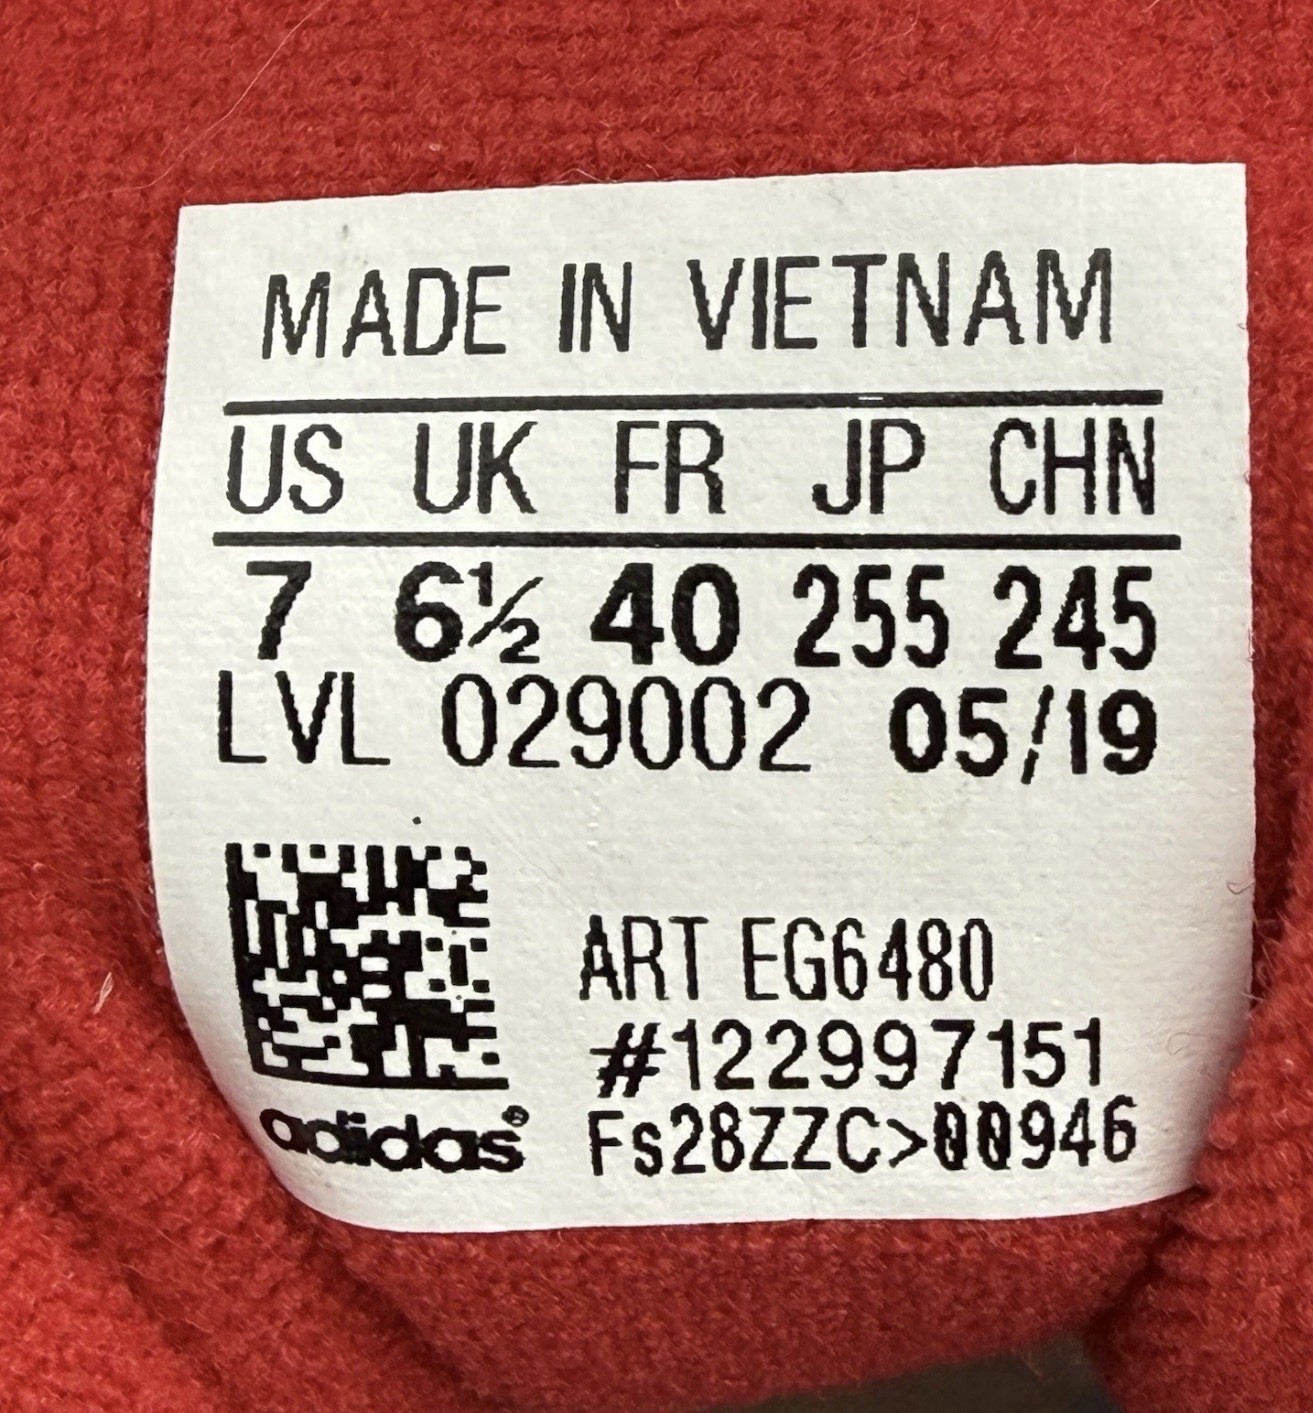 MADE IN VIETNAM
US UK FR JP CHN
7 6½ 40 255 245
LVL 029002 05/19
ART EG6480
#122997151
adidas® Fs28ZZC>00946